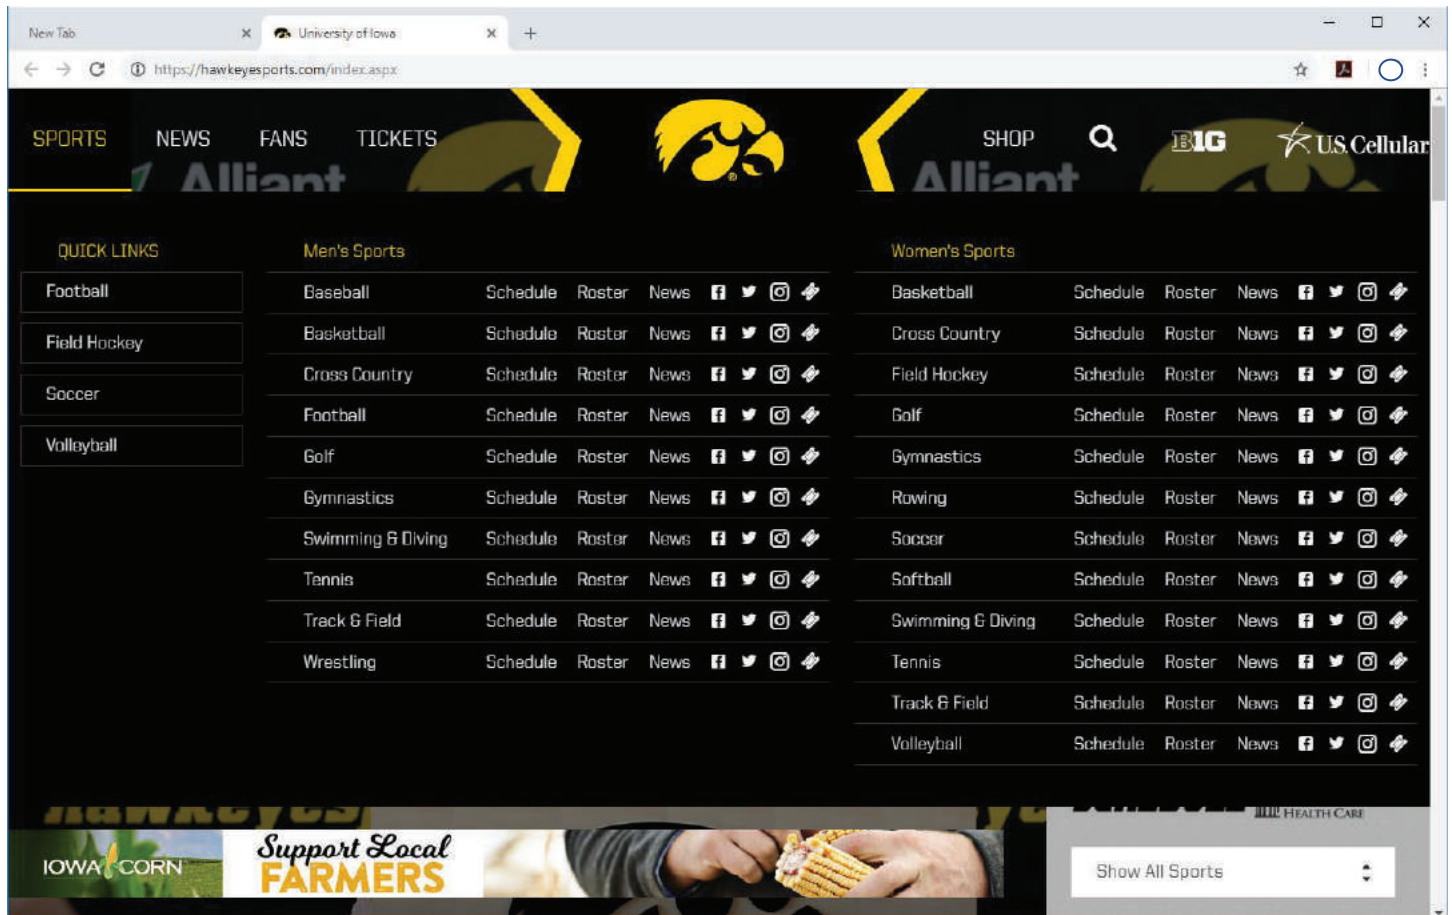 New Tab
University of Iowa
https://hawkeyesports.com/index.aspx
SPORTS NEWS FANS TICKETS SHOP B1G U.S. Cellular
Alliant Alliant
QUICK LINKS
Football
Field Hockey
Soccer
Volleyball
Men's Sports
Baseball Schedule Roster News
Basketball Schedule Roster News
Cross Country Schedule Roster News
Football Schedule Roster News
Golf Schedule Roster News
Gymnastics Schedule Roster News
Swimming & Diving Schedule Roster News
Tennis Schedule Roster News
Track & Field Schedule Roster News
Wrestling Schedule Roster News
Women's Sports
Basketball Schedule Roster News
Cross Country Schedule Roster News
Field Hockey Schedule Roster News
Golf Schedule Roster News
Gymnastics Schedule Roster News
Rowing Schedule Roster News
Soccer Schedule Roster News
Softball Schedule Roster News
Swimming & Diving Schedule Roster News
Tennis Schedule Roster News
Track & Field Schedule Roster News
Volleyball Schedule Roster News
hawkeyes
HEALTH CARE
IOWA CORN
Support Local
FARMERS
Show All Sports